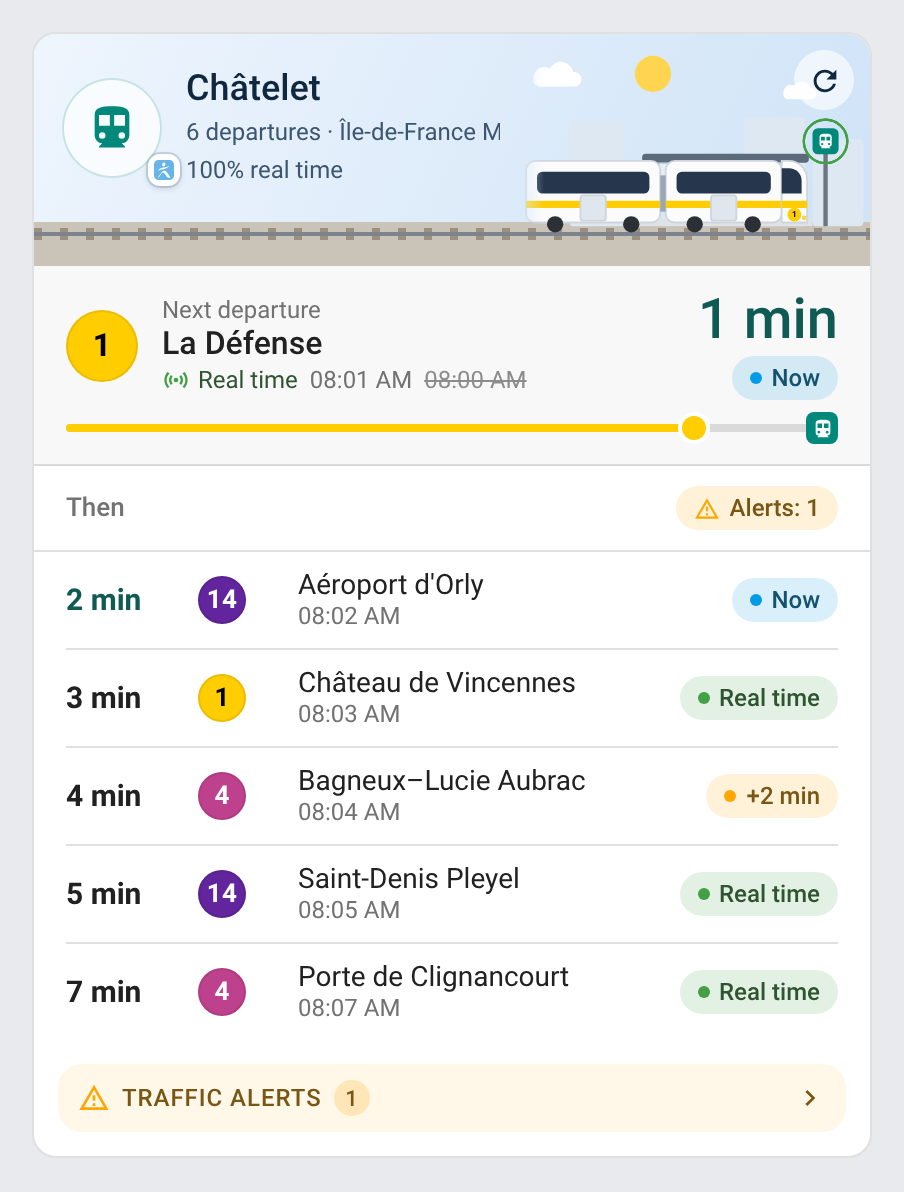 Châtelet
6 departures · Île-de-France M
100% real time
1
1
Next departure
La Défense
Real time 08:01 AM 08:00 AM
1 min
Now
Then
Alerts: 1
2 min 14 Aéroport d'Orly Now
08:02 AM
3 min 1 Château de Vincennes Real time
08:03 AM
4 min 4 Bagneux–Lucie Aubrac +2 min
08:04 AM
5 min 14 Saint-Denis Pleyel Real time
08:05 AM
7 min 4 Porte de Clignancourt Real time
08:07 AM
TRAFFIC ALERTS 1